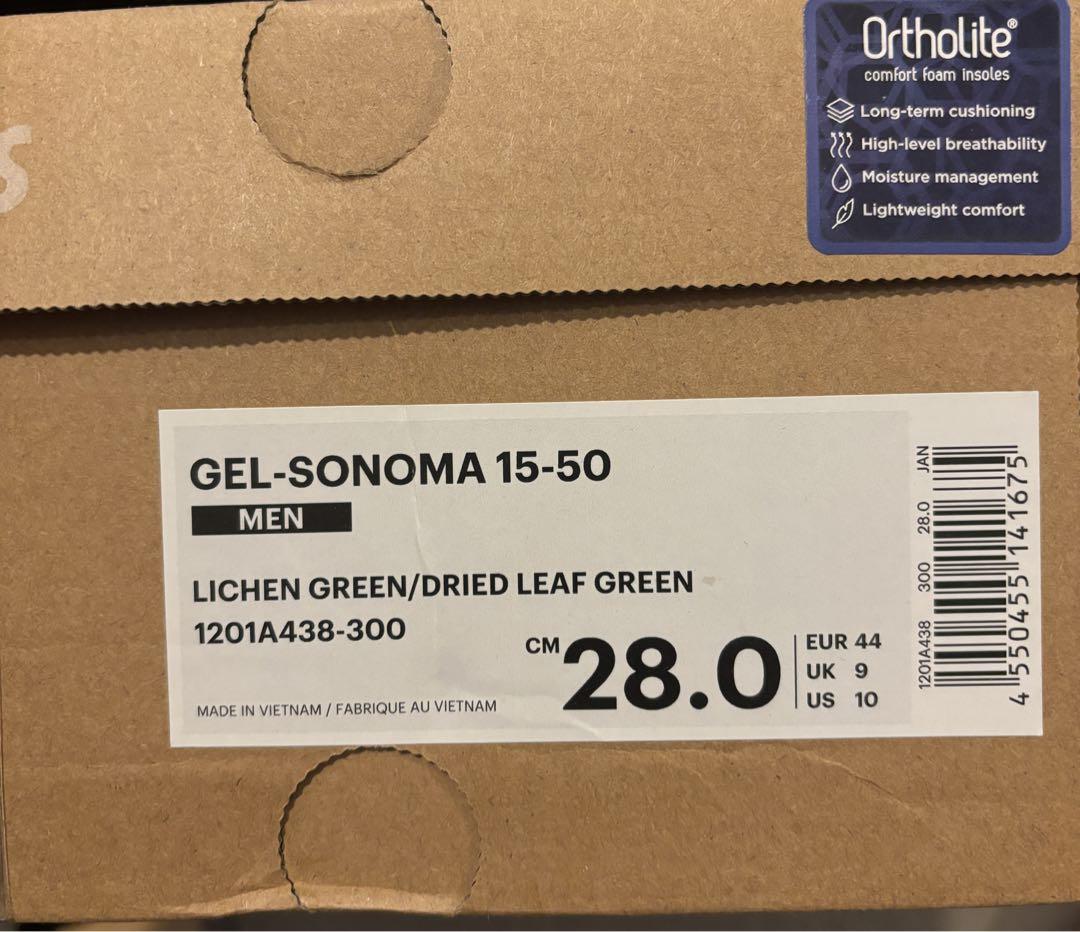 Ortholite®
comfort foam insoles
Long-term cushioning
High-level breathability
Moisture management
Lightweight comfort
GEL-SONOMA 15-50
MEN
LICHEN GREEN/DRIED LEAF GREEN
1201A438-300
CM 28.0
EUR 44
UK 9
US 10
MADE IN VIETNAM / FABRIQUE AU VIETNAM
1201A438 300 28.0 JAN
4 550455 141675